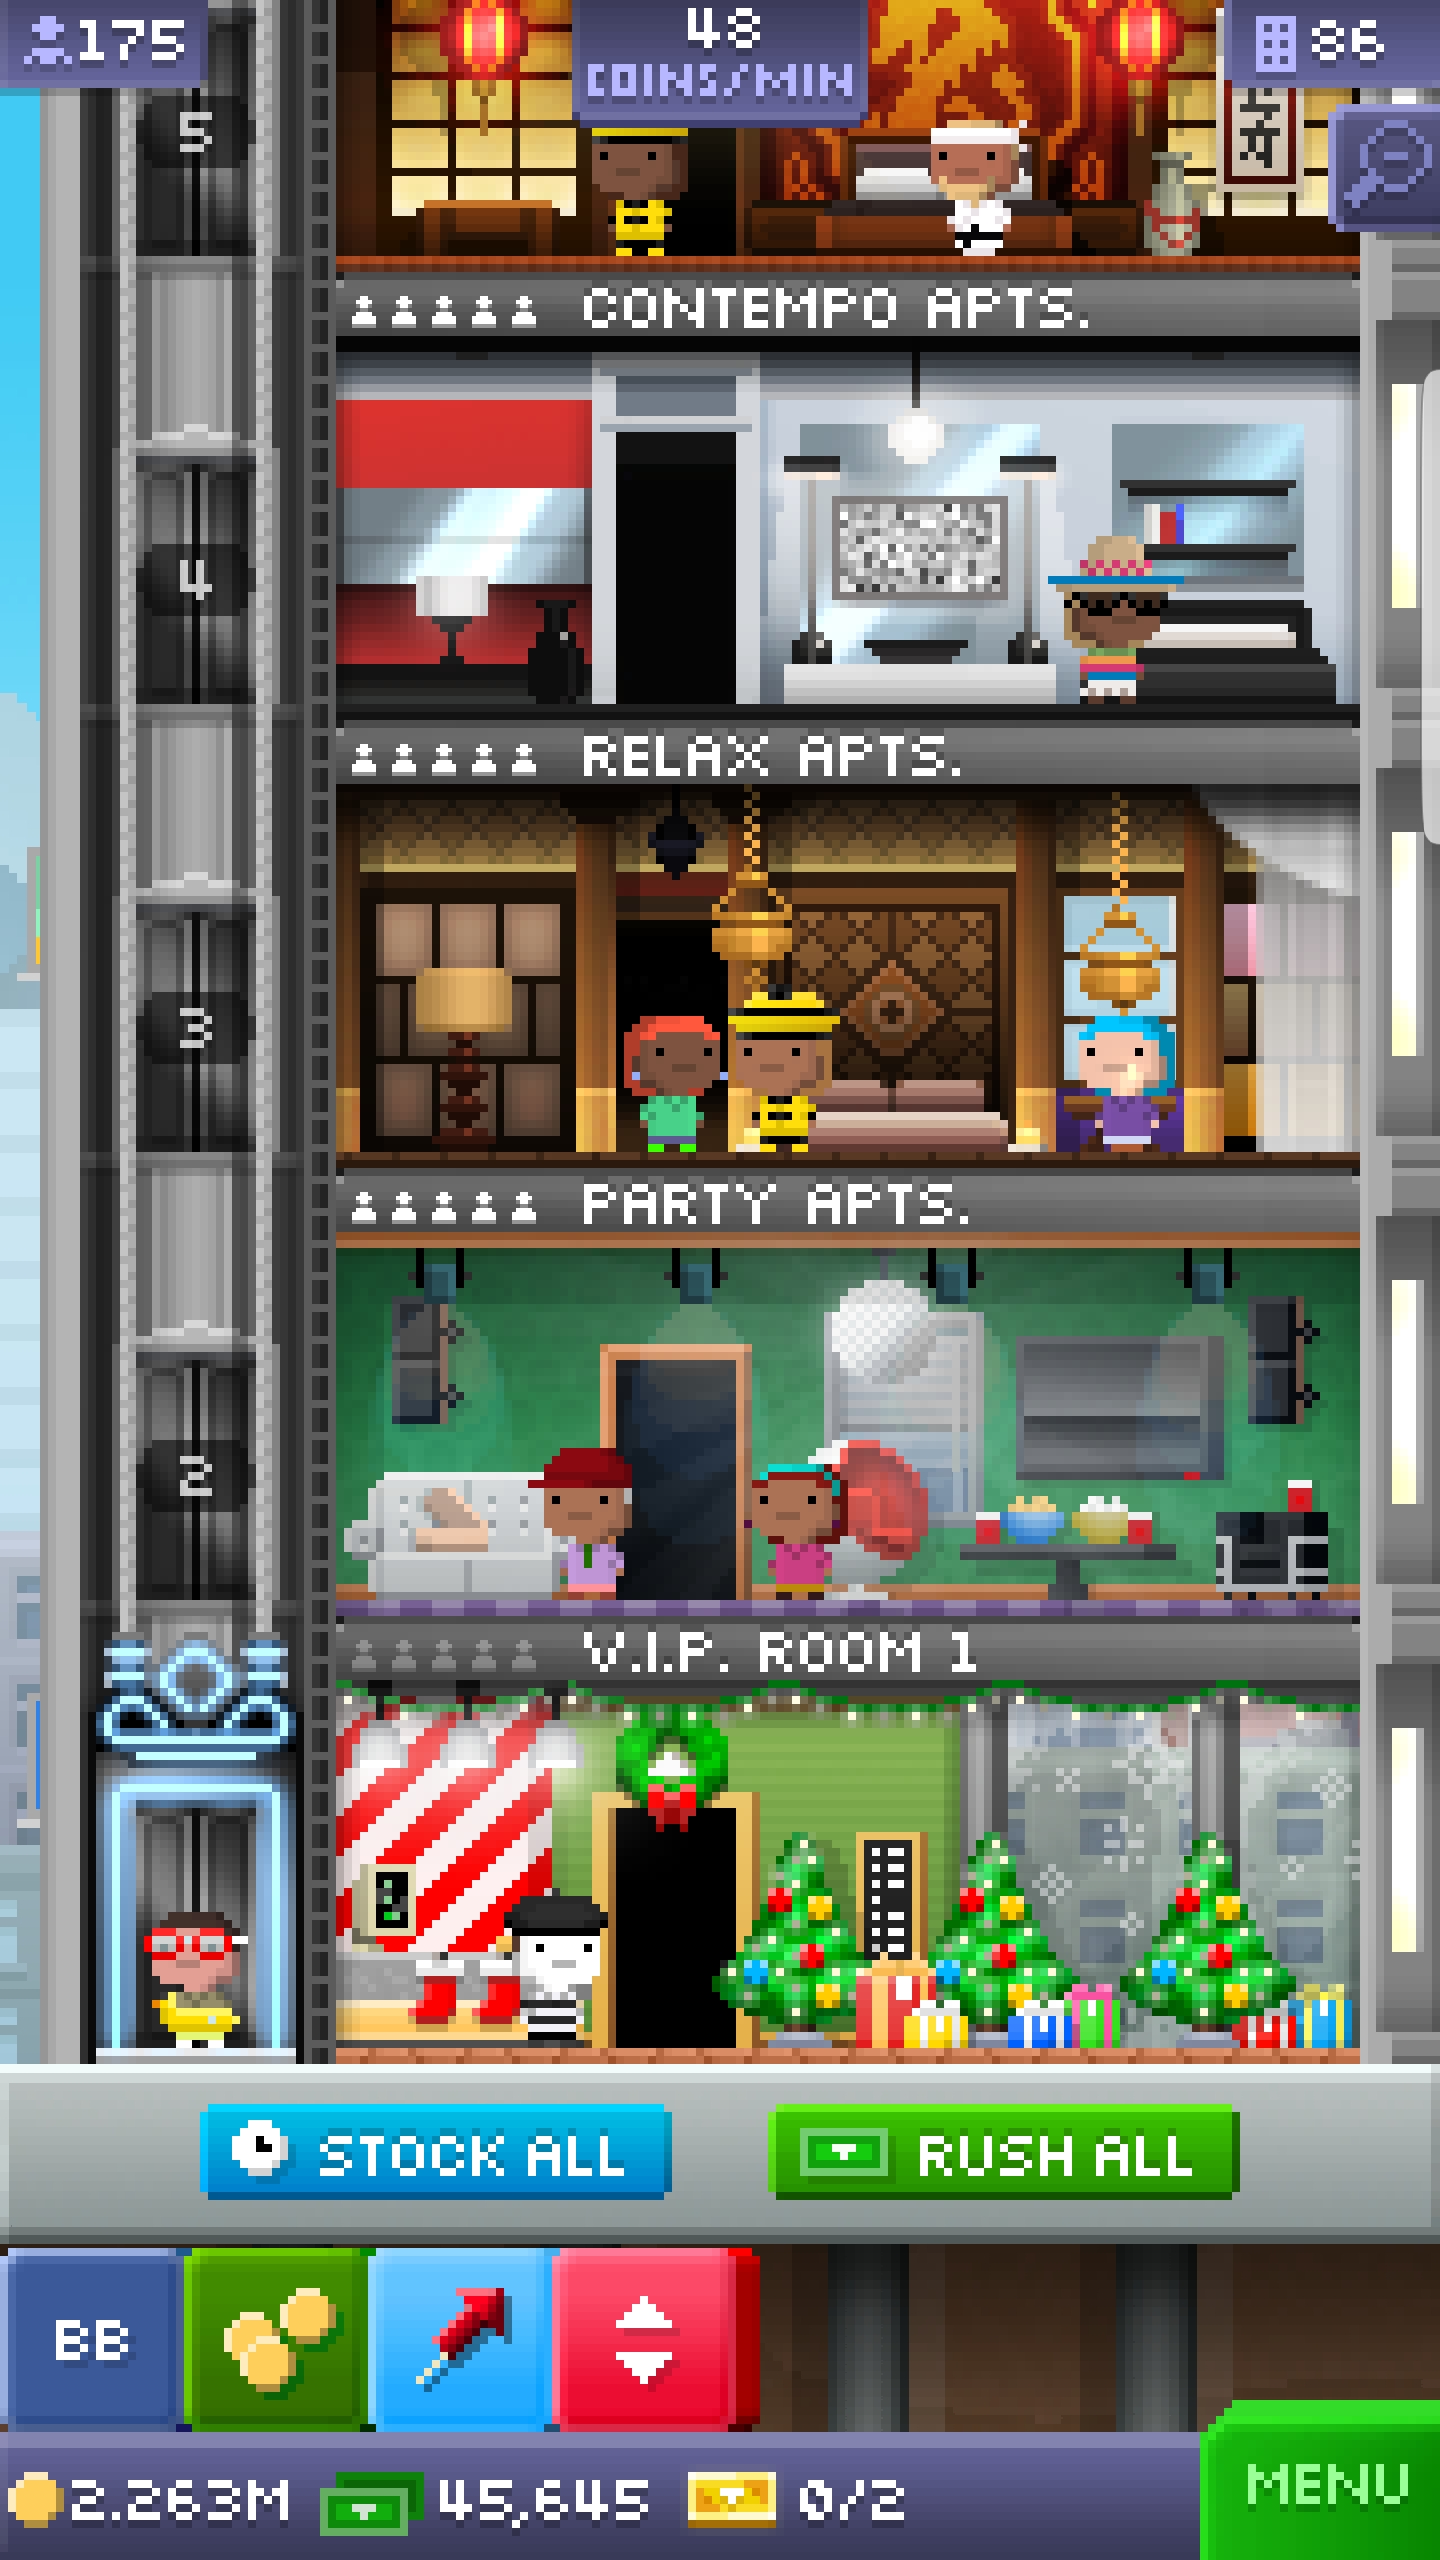 175
48
COINS/MIN
86
5
CONTEMPO APTS.
4
RELAX APTS.
3
PARTY APTS.
2
V.I.P. ROOM 1
STOCK ALL
RUSH ALL
BB
2.263M
45,645
0/2
MENU